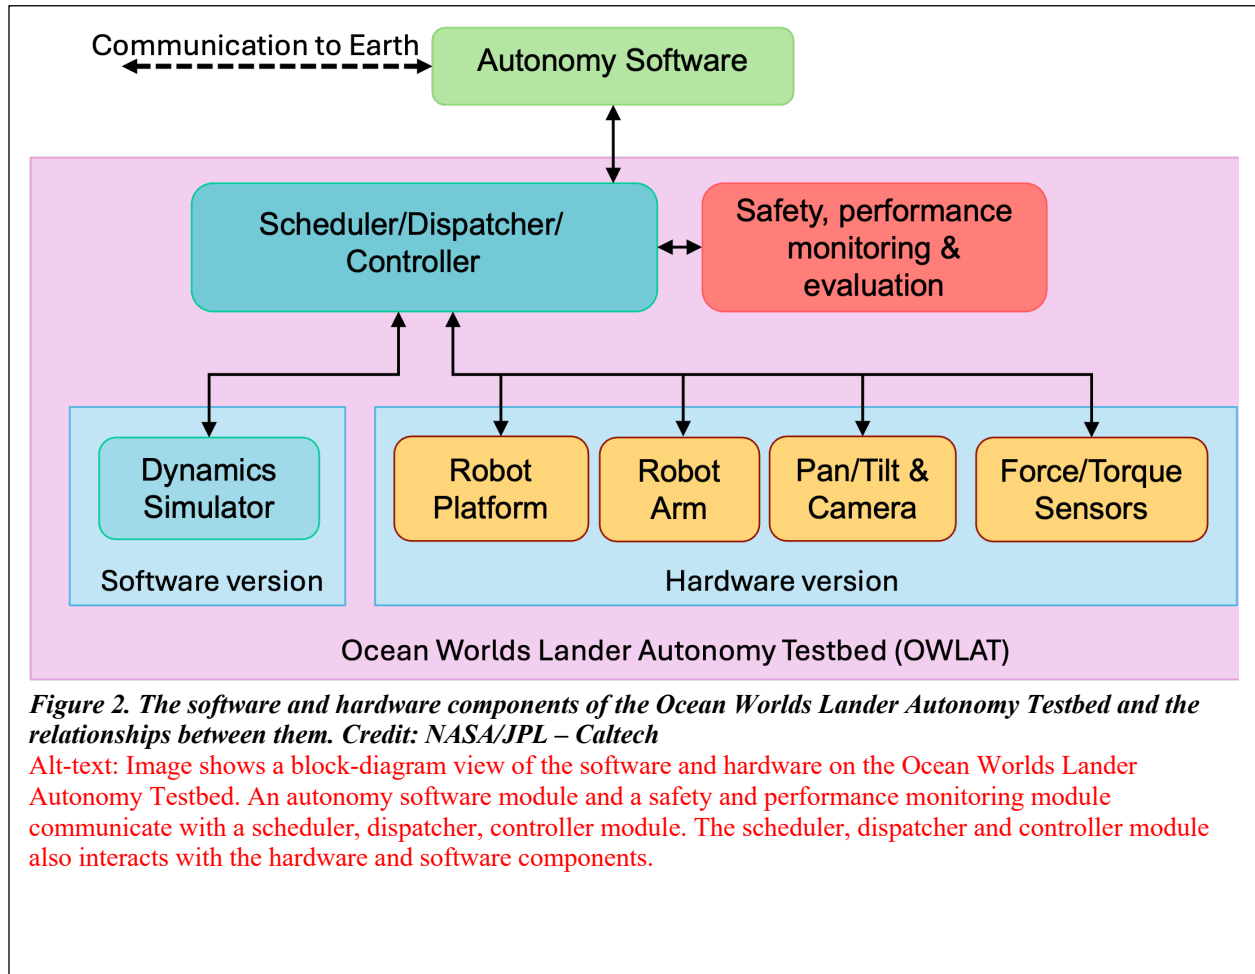 Communication to Earth
Autonomy Software
Scheduler/Dispatcher/
Controller
Safety, performance
monitoring &
evaluation
Dynamics
Simulator
Software version
Robot
Platform
Robot
Arm
Pan/Tilt &
Camera
Force/Torque
Sensors
Hardware version
Ocean Worlds Lander Autonomy Testbed (OWLAT)
Figure 2. The software and hardware components of the Ocean Worlds Lander Autonomy Testbed and the
relationships between them. Credit: NASA/JPL – Caltech
Alt-text: Image shows a block-diagram view of the software and hardware on the Ocean Worlds Lander
Autonomy Testbed. An autonomy software module and a safety and performance monitoring module
communicate with a scheduler, dispatcher, controller module. The scheduler, dispatcher and controller module
also interacts with the hardware and software components.